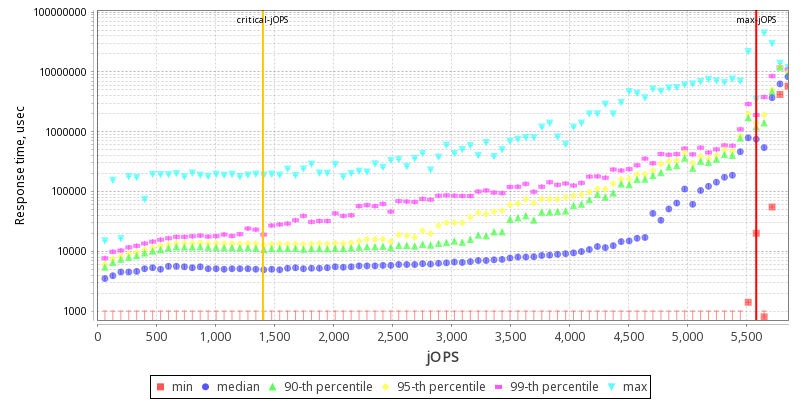 critical-jOPS max-jOPS
100000000
10000000
1000000
100000
10000
1000
Response time, usec
0 500 1,000 1,500 2,000 2,500 3,000 3,500 4,000 4,500 5,000 5,500
jOPS
min median 90-th percentile 95-th percentile 99-th percentile max